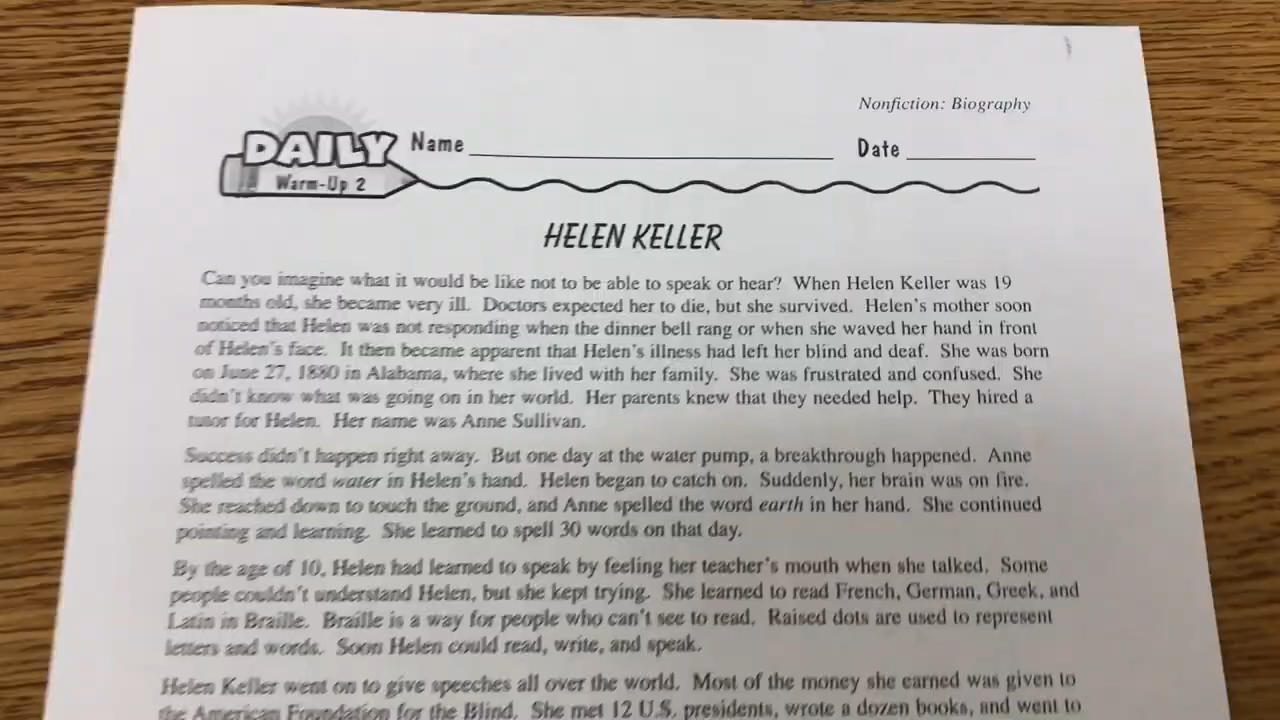 Nonfiction: Biography
DAILY
Warm-Up 2
Name
Date
HELEN KELLER
Can you imagine what it would be like not to be able to speak or hear? When Helen Keller was 19
months old, she became very ill. Doctors expected her to die, but she survived. Helen's mother soon
noticed that Helen was not responding when the dinner bell rang or when she waved her hand in front
of Helen's face. It then became apparent that Helen's illness had left her blind and deaf. She was born
on June 27, 1880 in Alabama, where she lived with her family. She was frustrated and confused. She
didn't know what was going on in her world. Her parents knew that they needed help. They hired a
tutor for Helen. Her name was Anne Sullivan.
Success didn't happen right away. But one day at the water pump, a breakthrough happened. Anne
spelled the word water in Helen's hand. Helen began to catch on. Suddenly, her brain was on fire.
She reached down to touch the ground, and Anne spelled the word earth in her hand. She continued
pointing and learning. She learned to spell 30 words on that day.
By the age of 10, Helen had learned to speak by feeling her teacher's mouth when she talked. Some
people couldn't understand Helen, but she kept trying. She learned to read French, German, Greek, and
Latin in Braille. Braille is a way for people who can't see to read. Raised dots are used to represent
letters and words. Soon Helen could read, write, and speak.
Helen Keller went on to give speeches all over the world. Most of the money she earned was given to
the American Foundation for the Blind. She met 12 U.S. presidents, wrote a dozen books, and went to